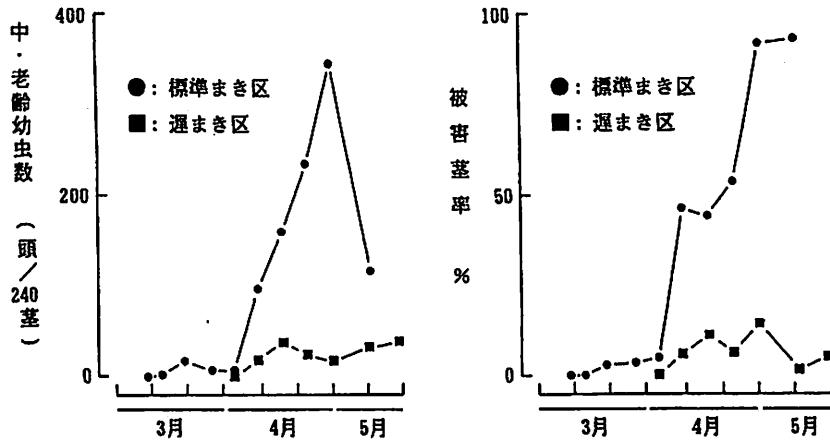 中・老齢幼虫数 (頭/240茎)
400
200
0
●: 標準まき区
■: 遅まき区
3月
4月
5月
被害茎率 %
100
50
0
●: 標準まき区
■: 遅まき区
3月
4月
5月